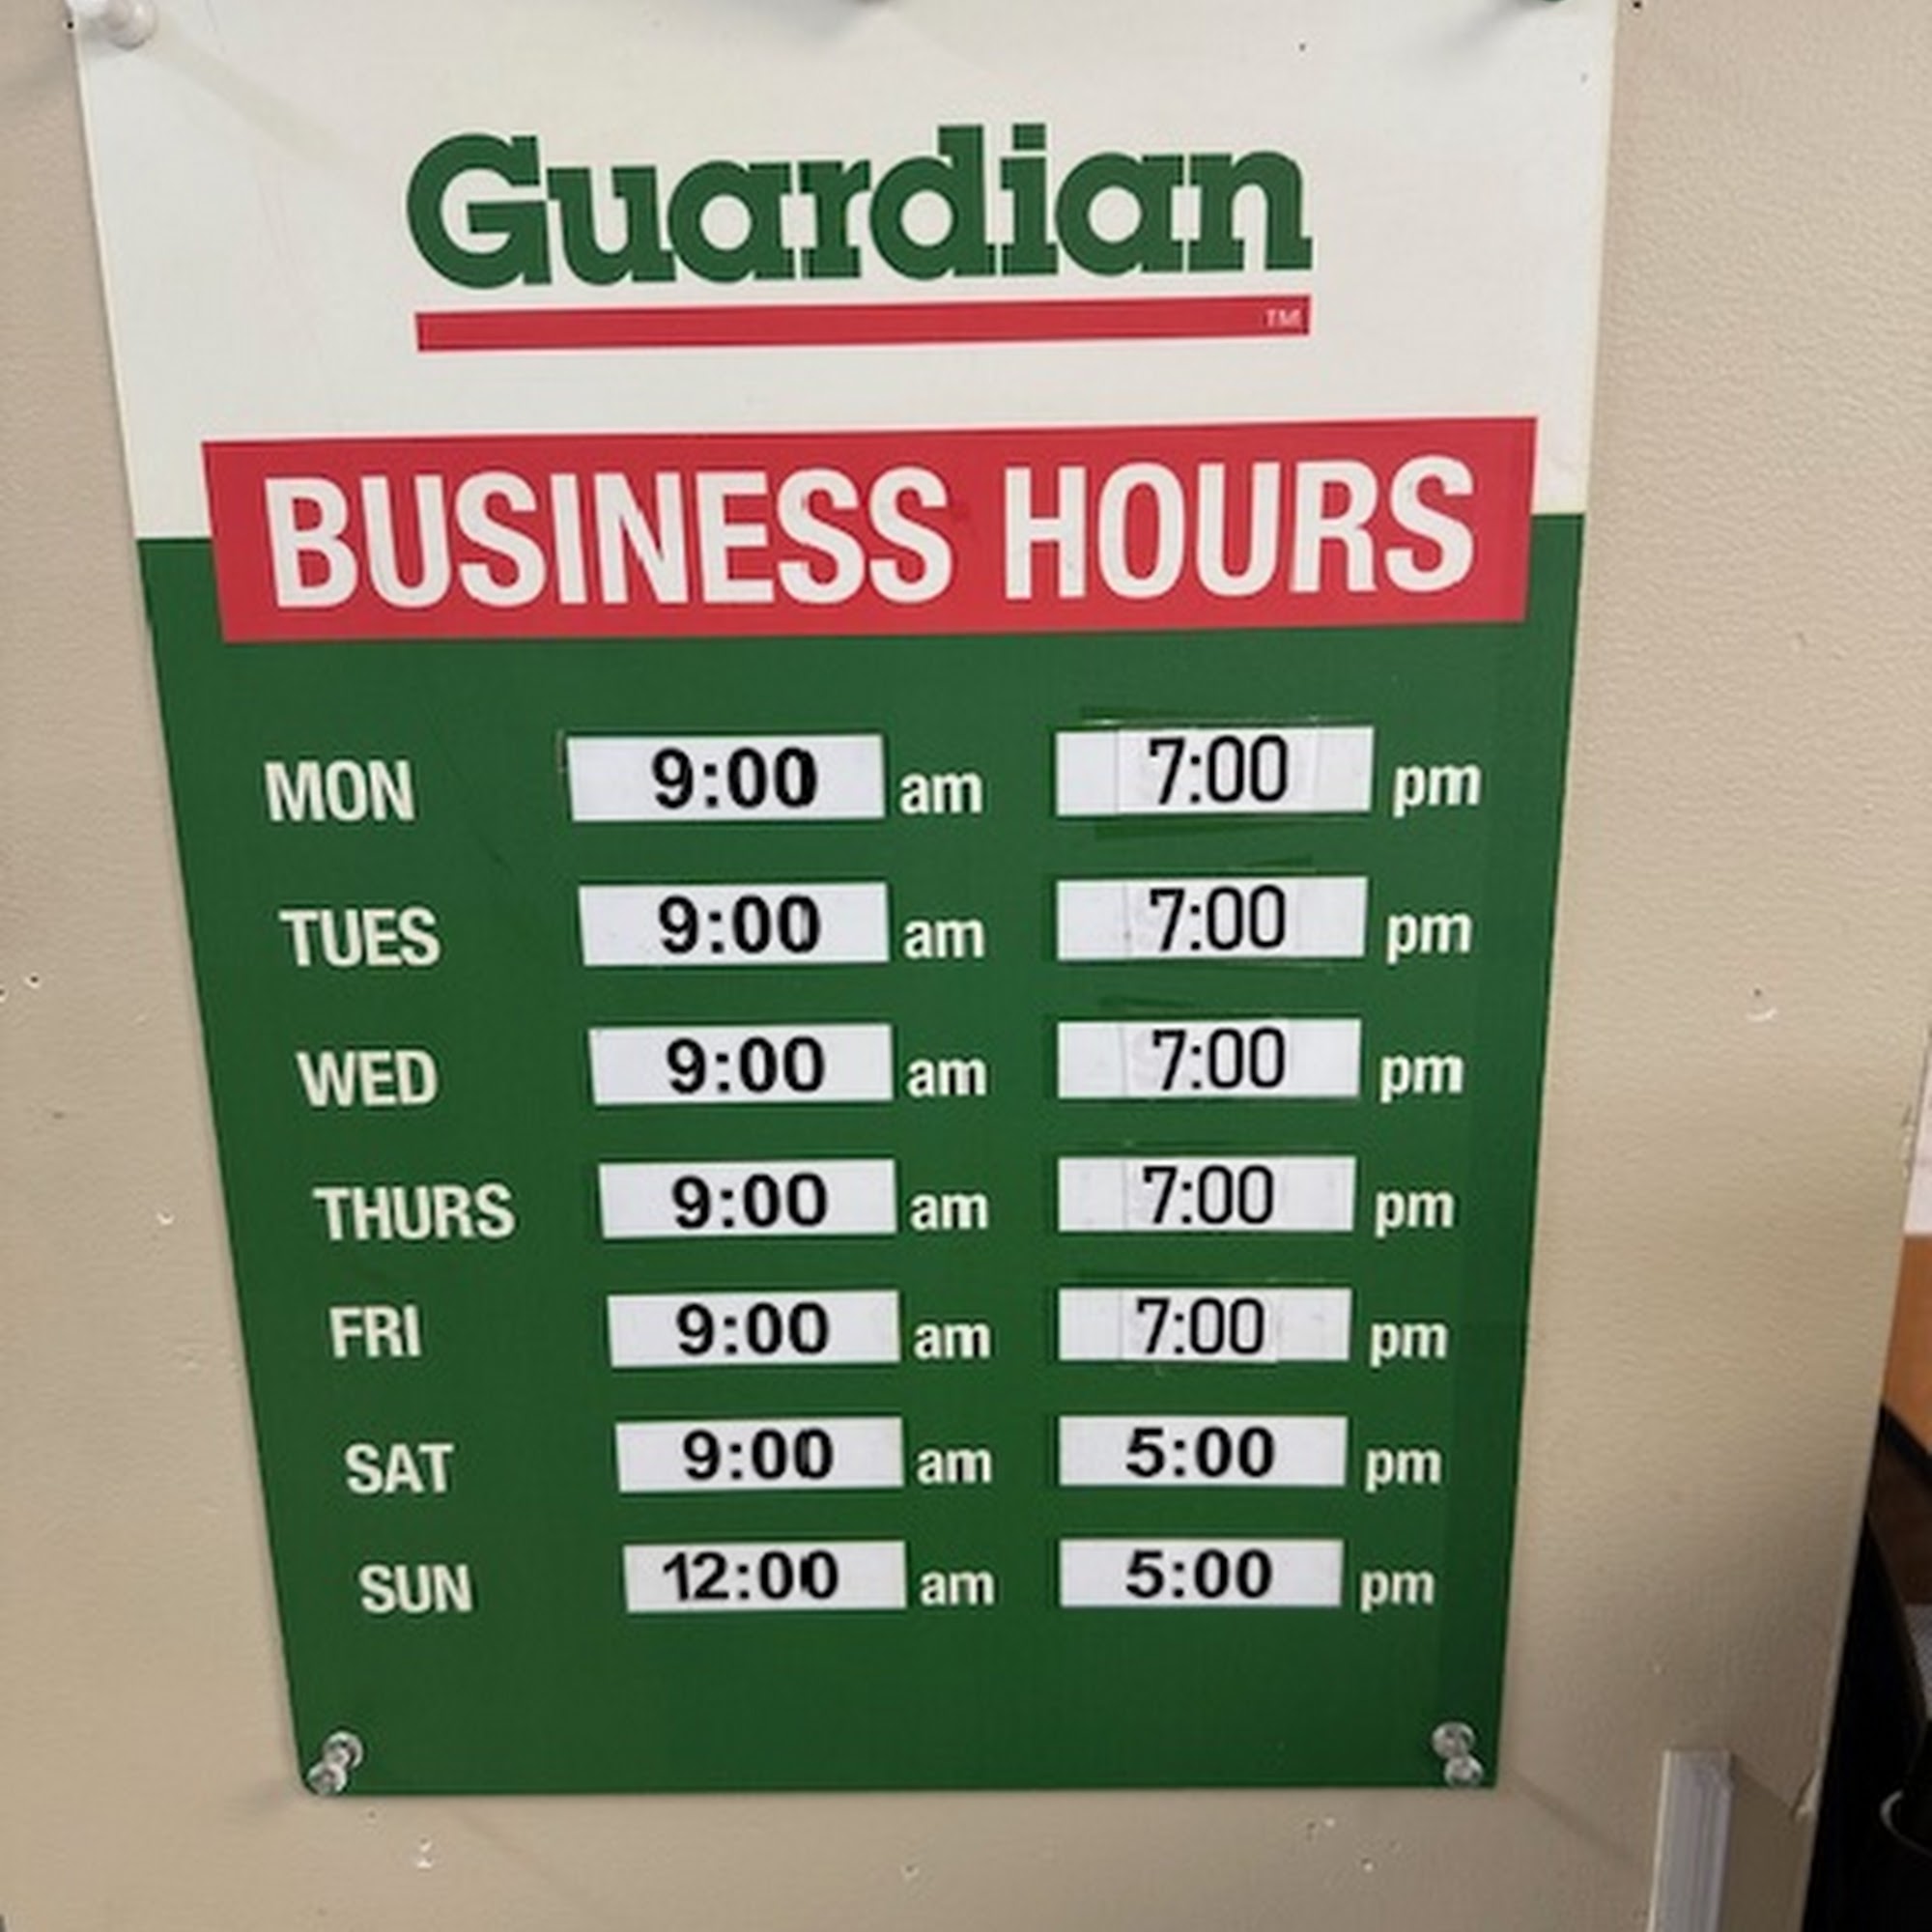 Guardian
TM
BUSINESS HOURS
MON 9:00 am 7:00 pm
TUES 9:00 am 7:00 pm
WED 9:00 am 7:00 pm
THURS 9:00 am 7:00 pm
FRI 9:00 am 7:00 pm
SAT 9:00 am 5:00 pm
SUN 12:00 am 5:00 pm